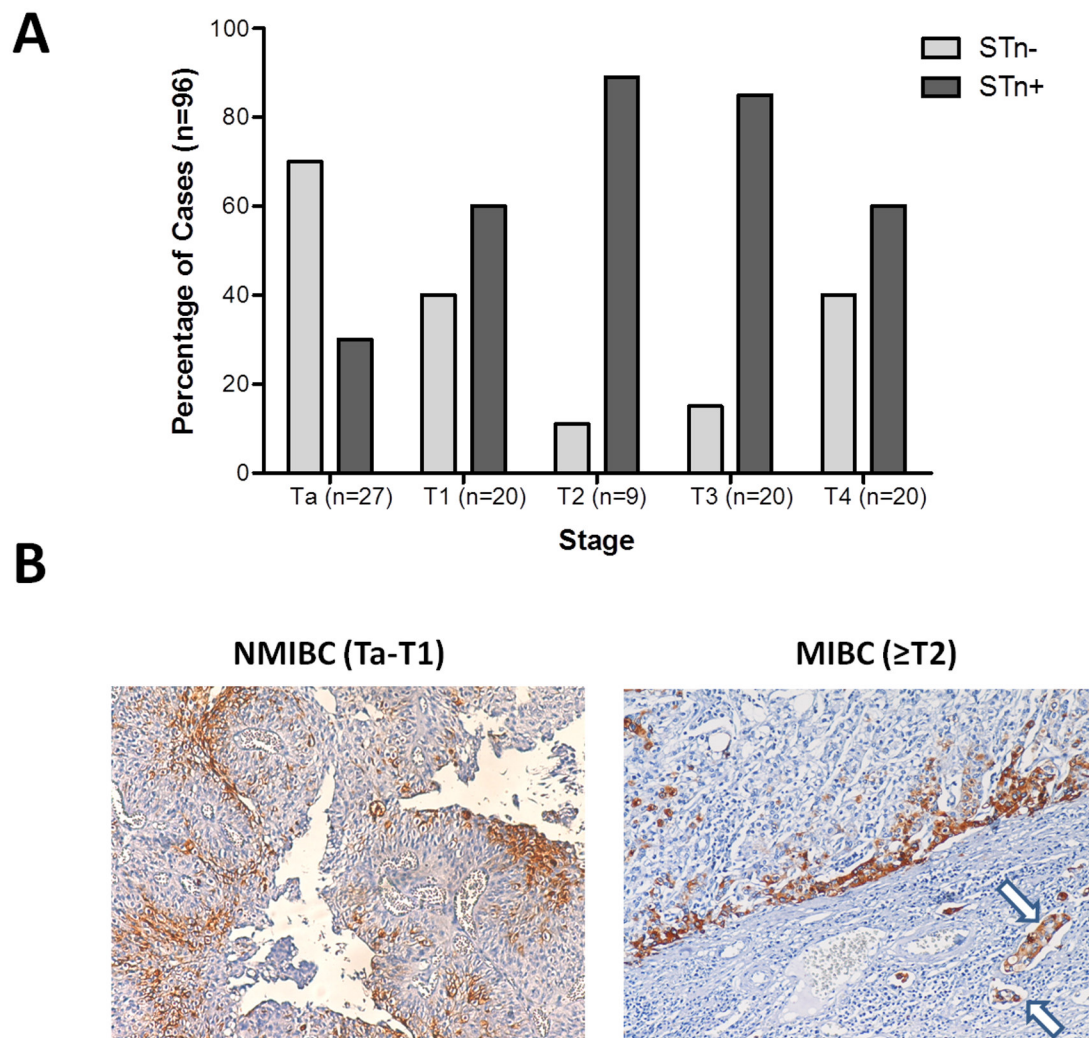 A
Percentage of Cases (n=96)
100
80
60
40
20
0
STn-
STn+
Ta (n=27) T1 (n=20) T2 (n=9) T3 (n=20) T4 (n=20)
Stage
B
NMIBC (Ta-T1)
MIBC (≥T2)